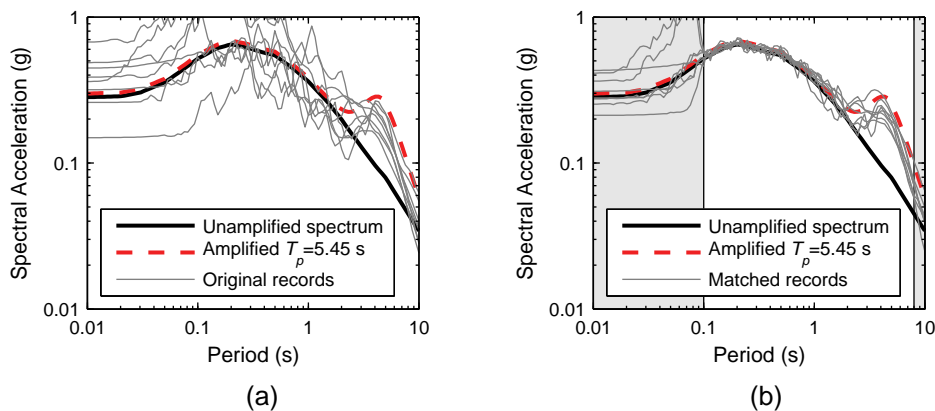 Spectral Acceleration (g)
1
0.1
0.01
Unamplified spectrum
Amplified Tp=5.45 s
Original records
0.01 0.1 1 10
Period (s)
(a)
Spectral Acceleration (g)
1
0.1
0.01
Unamplified spectrum
Amplified Tp=5.45 s
Matched records
0.01 0.1 1 10
Period (s)
(b)